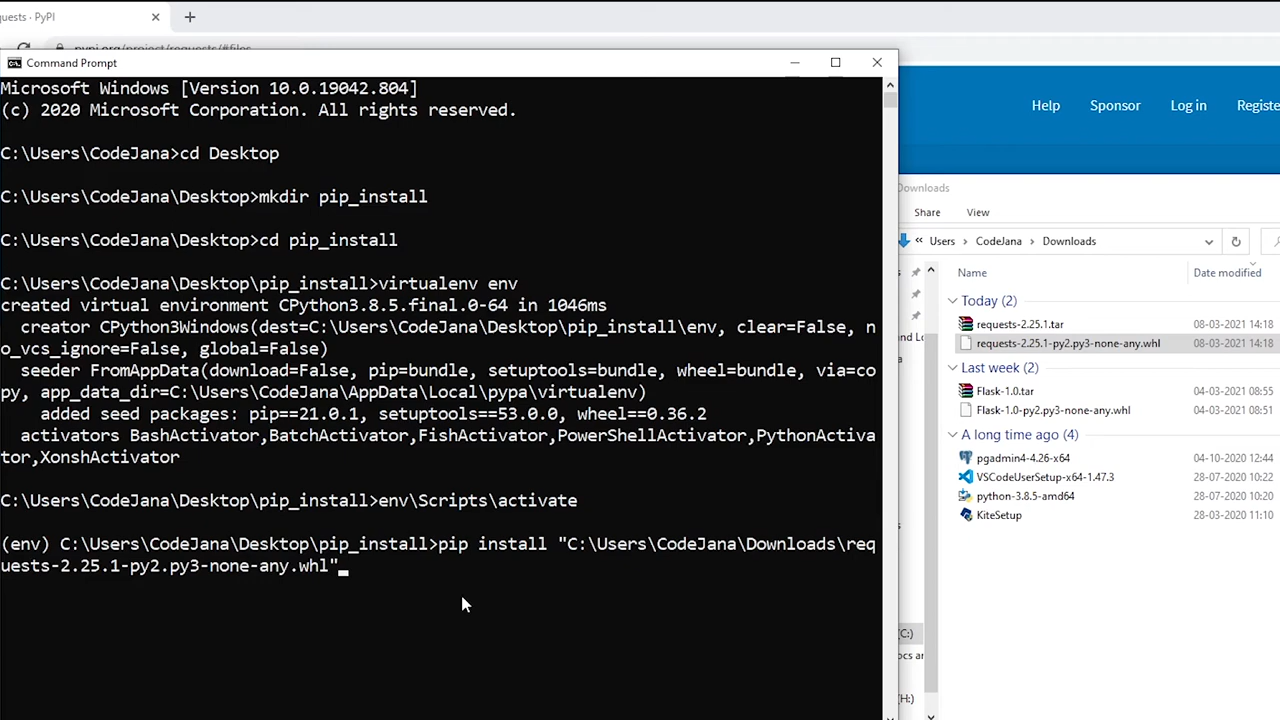 quests · PyPI
pypi.org/project/requests/#files
Command Prompt
Microsoft Windows [Version 10.0.19042.804]
(c) 2020 Microsoft Corporation. All rights reserved.
C:\Users\CodeJana>cd Desktop
C:\Users\CodeJana\Desktop>mkdir pip_install
C:\Users\CodeJana\Desktop>cd pip_install
C:\Users\CodeJana\Desktop\pip_install>virtualenv env
created virtual environment CPython3.8.5.final.0-64 in 1046ms
creator CPython3Windows(dest=C:\Users\CodeJana\Desktop\pip_install\env, clear=False, n
o_vcs_ignore=False, global=False)
seeder FromAppData(download=False, pip=bundle, setuptools=bundle, wheel=bundle, via=co
py, app_data_dir=C:\Users\CodeJana\AppData\Local\pypa\virtualenv)
added seed packages: pip==21.0.1, setuptools==53.0.0, wheel==0.36.2
activators BashActivator,BatchActivator,FishActivator,PowerShellActivator,PythonActiva
tor,XonshActivator
C:\Users\CodeJana\Desktop\pip_install>env\Scripts\activate
(env) C:\Users\CodeJana\Desktop\pip_install>pip install "C:\Users\CodeJana\Downloads\req
uests-2.25.1-py2.py3-none-any.whl"
Help Sponsor Log in Registe
Downloads
Share View
« Users > CodeJana > Downloads
Name Date modified
Today (2)
requests-2.25.1.tar 08-03-2021 14:18
requests-2.25.1-py2.py3-none-any.whl 08-03-2021 14:18
Last week (2)
Flask-1.0.tar 04-03-2021 08:55
Flask-1.0-py2.py3-none-any.whl 04-03-2021 08:51
A long time ago (4)
pgadmin4-4.26-x64 04-10-2020 12:44
VSCodeUserSetup-x64-1.47.3 28-07-2020 10:22
python-3.8.5-amd64 28-07-2020 10:20
KiteSetup 28-03-2020 11:10
(C:)
ocs an
(H:)